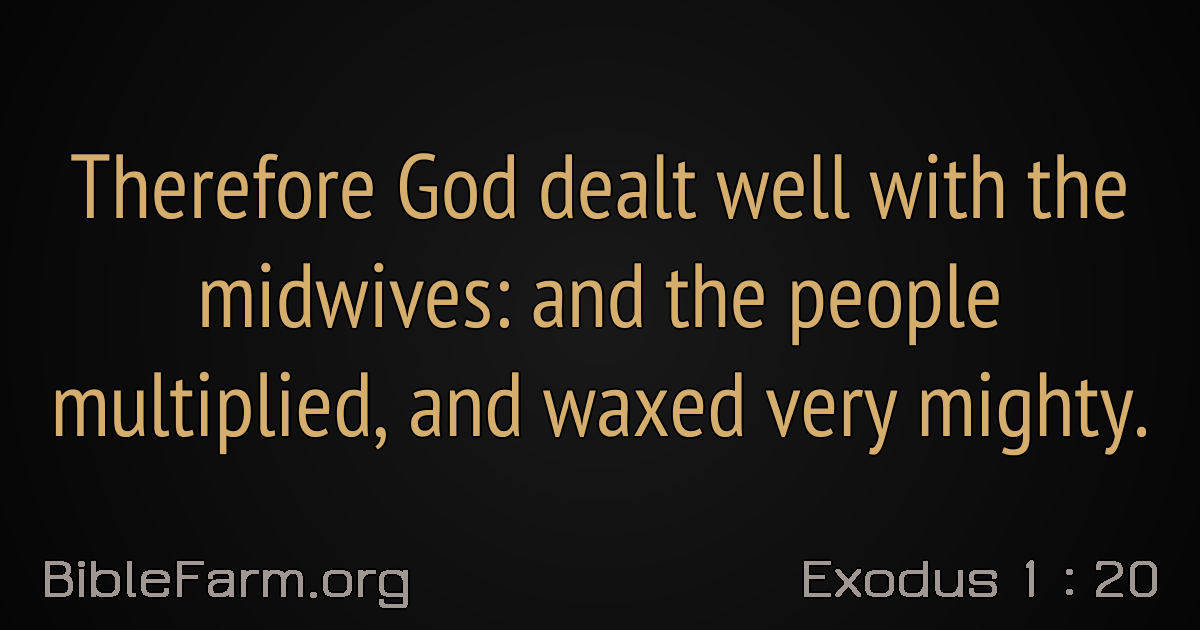 Therefore God dealt well with the
midwives: and the people
multiplied, and waxed very mighty.
BibleFarm.org
Exodus 1 : 20